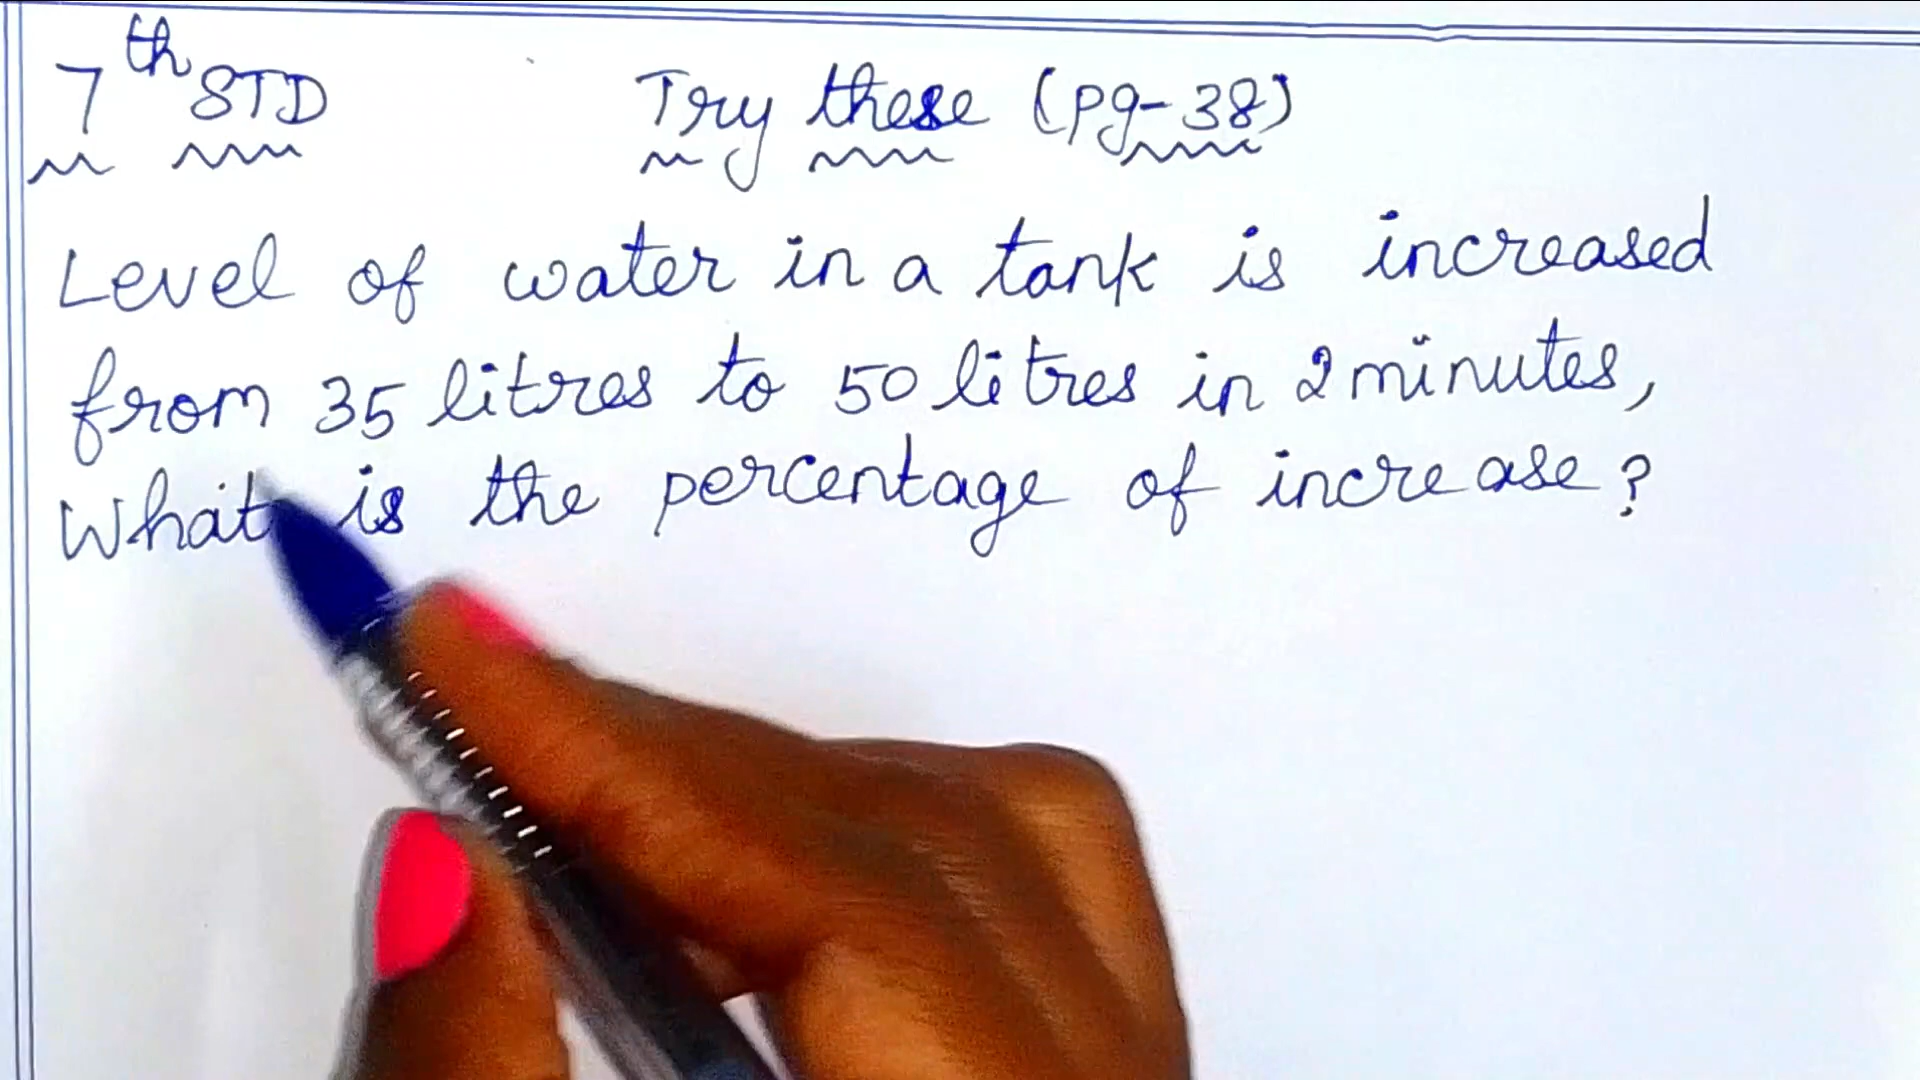 7th STD Try these (pg-38)
Level of water in a tank is increased
from 35 litres to 50 litres in 2 minutes,
What is the percentage of increase?